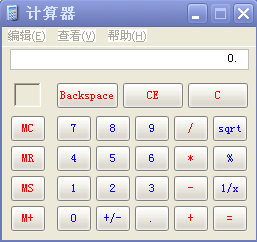 计算器
编辑(E) 查看(V) 帮助(H)
0.
Backspace CE C
MC 7 8 9 / sqrt
MR 4 5 6 * %
MS 1 2 3 - 1/x
M+ 0 +/- . + =